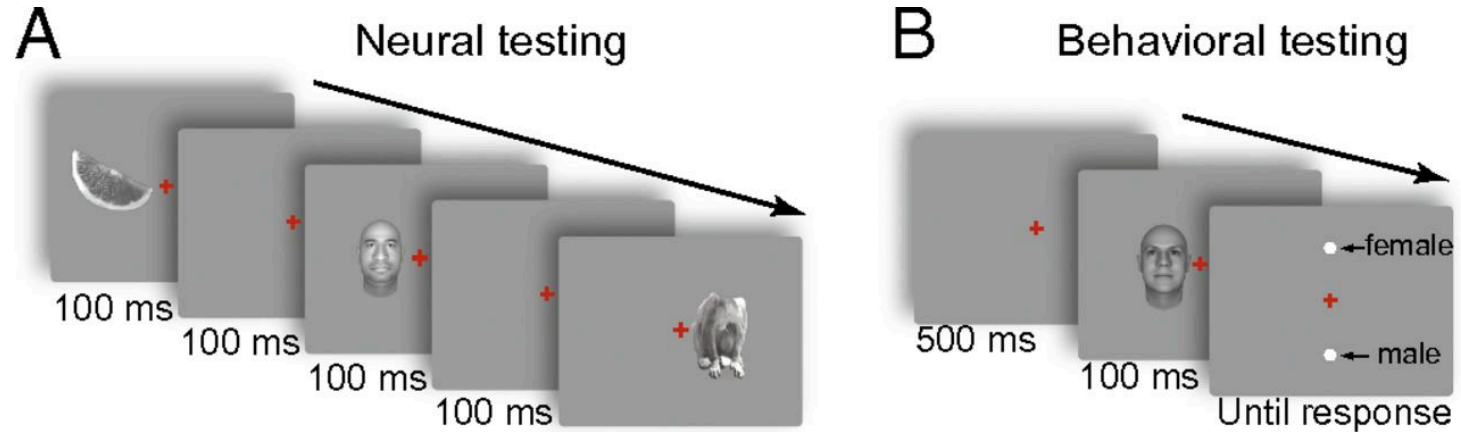 A Neural testing
100 ms
100 ms
100 ms
100 ms
B Behavioral testing
500 ms
100 ms
female
male
Until response